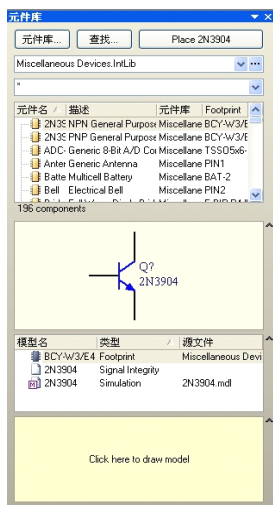 元件库
元件库... 查找... Place 2N3904
Miscellaneous Devices.IntLib
*
元件名 描述 元件库 Footprint
2N39 NPN General Purpose Miscellane BCY-W3/E
2N39 PNP General Purpose Miscellane BCY-W3/E
ADC- Generic 8-Bit A/D Cor Miscellane TSSO5x6-
Anter Generic Antenna Miscellane PIN1
Batte Multicell Battery Miscellane BAT-2
Bell Electrical Bell Miscellane PIN2
196 components
Q?
2N3904
模型名 类型 源文件
BCY-W3/E4 Footprint Miscellaneous Devi
2N3904 Signal Integrity
2N3904 Simulation 2N3904.mdl
Click here to draw model